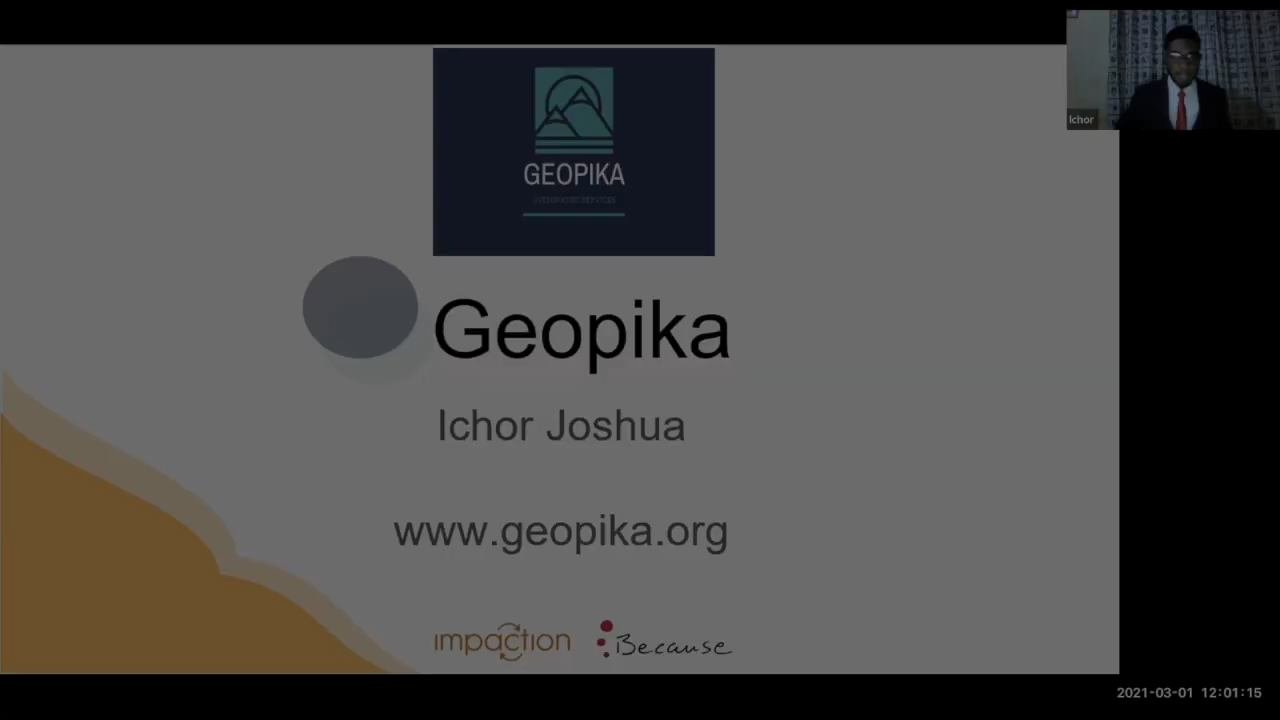 GEOPIKA
Ichor
Geopika
Ichor Joshua
www.geopika.org
impaction
Because
2021-03-01 12:01:15